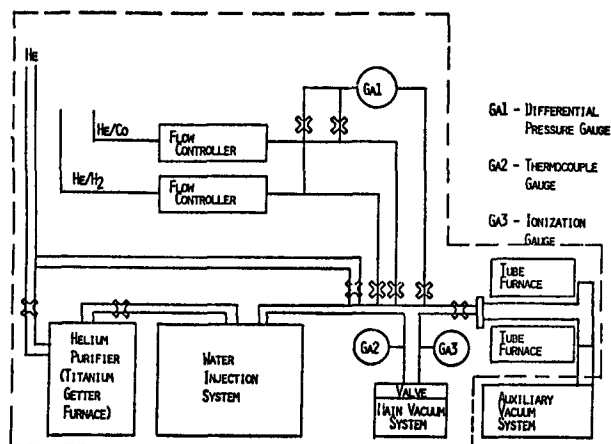 He
He/Co
Flow
Controller
He/H2
Flow
Controller
Ga1
Ga1 - Differential
Pressure Gauge
Ga2 - Thermocouple
Gauge
Ga3 - Ionization
Gauge
Tube
Furnace
Tube
Furnace
Helium
Purifier
(Titanium
Getter
Furnace)
Water
Injection
System
Ga2
Ga3
Valve
Main Vacuum
System
Auxiliary
Vacuum
System